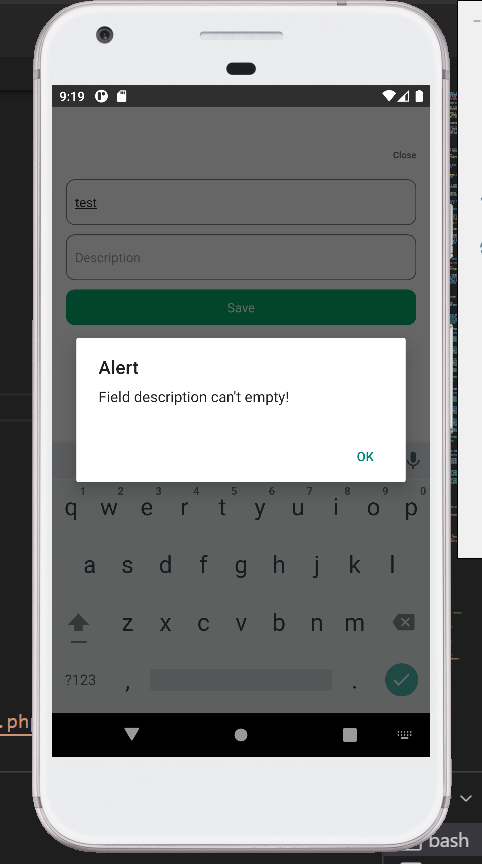 9:19
Close
test
Description
Save
Alert
Field description can't empty!
OK
1 2 3 4 5 6 7 8 9 0
q w e r t y u i o p
a s d f g h j k l
z x c v b n m
?123 , .
.php
bash